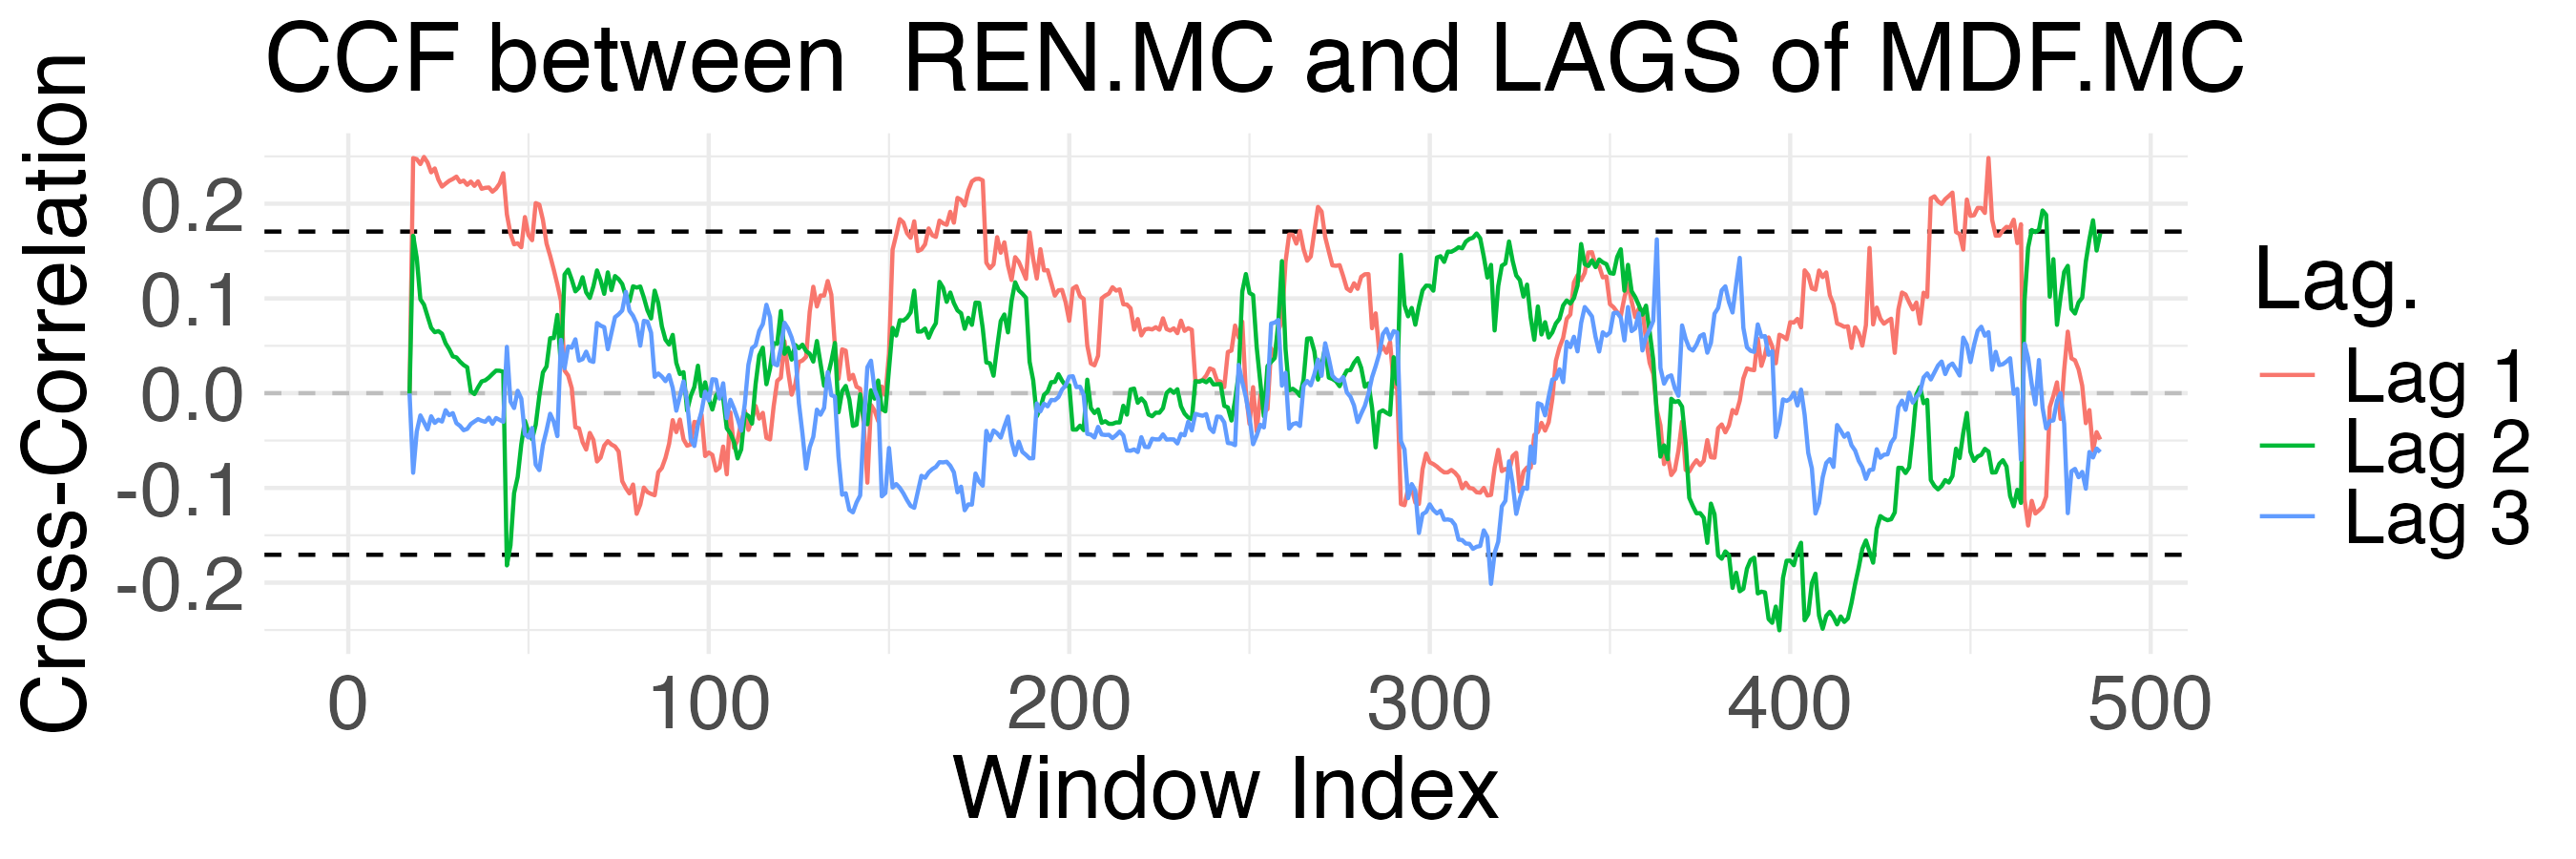 CCF between  REN.MC and LAGS of MDF.MC
Cross-Correlation
0.2
0.1
0.0
-0.1
-0.2
0 100 200 300 400 500
Window Index
Lag.
Lag 1
Lag 2
Lag 3